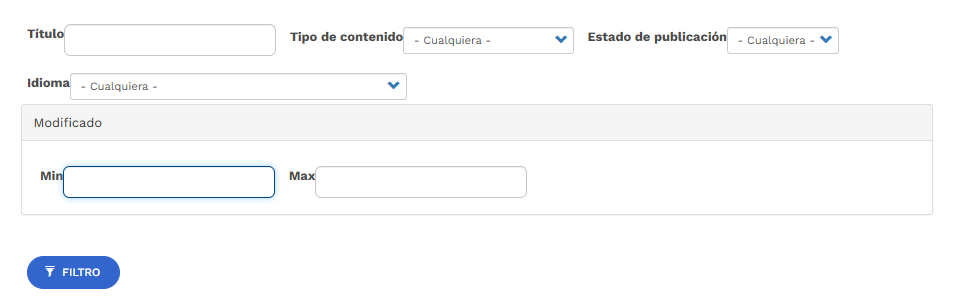 Título Tipo de contenido - Cualquiera - Estado de publicación - Cualquiera -
Idioma - Cualquiera -
Modificado
Min Max
FILTRO